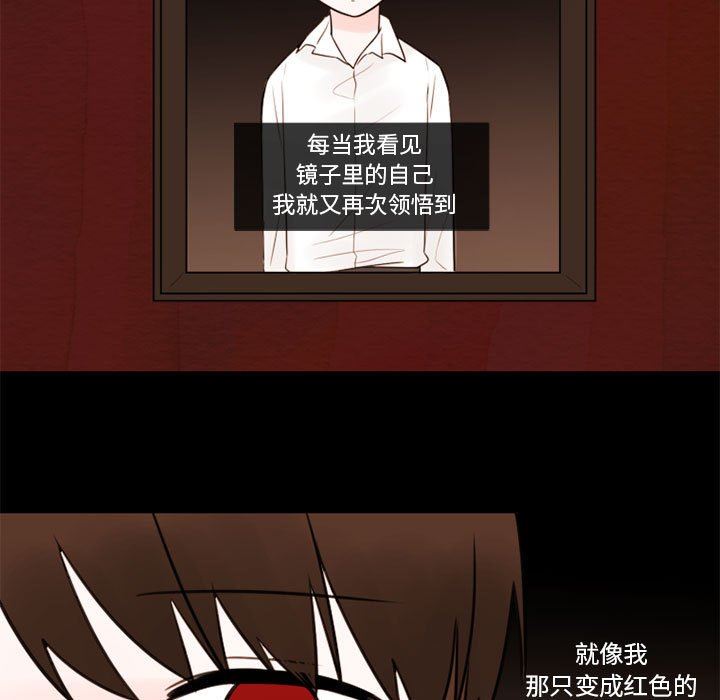 每当我看见
镜子里的自己
我就又再次领悟到
就像我
那只变成红色的